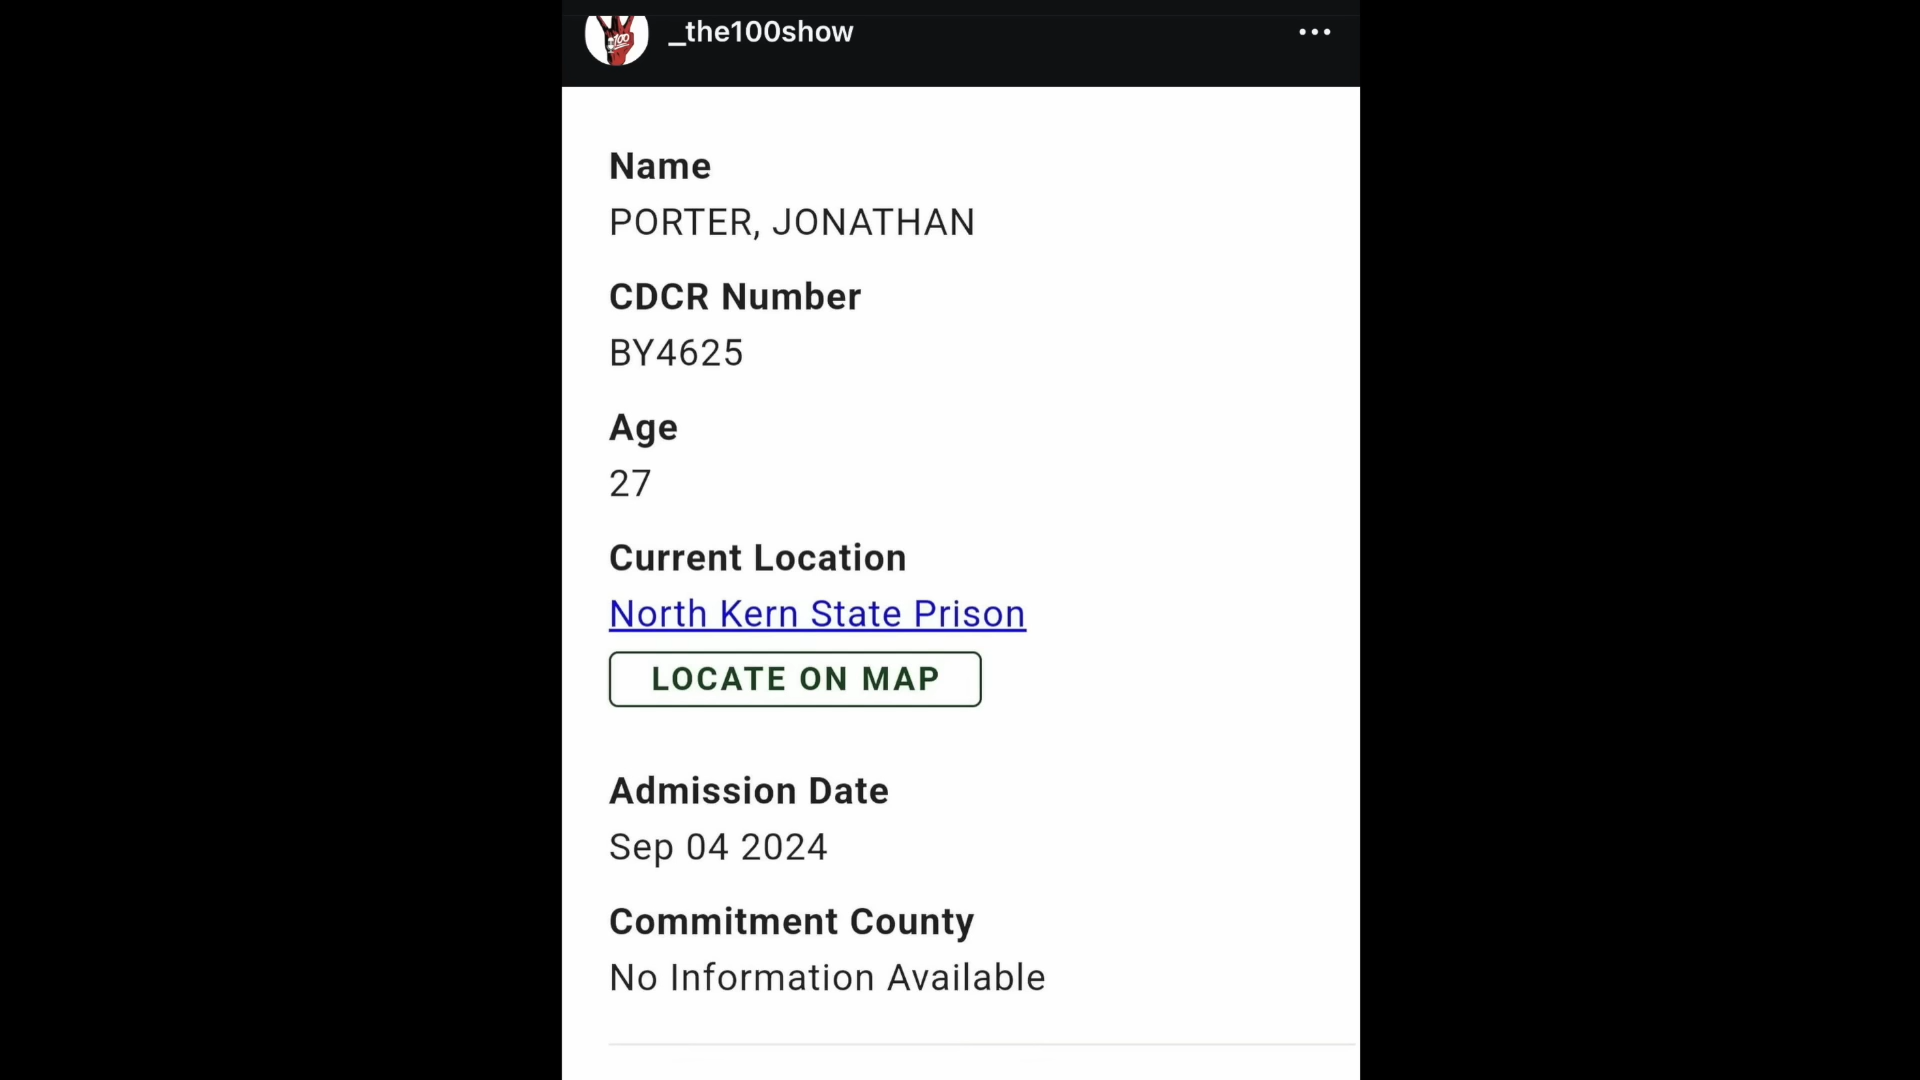 100
_the100show
Name
PORTER, JONATHAN
CDCR Number
BY4625
Age
27
Current Location
North Kern State Prison
LOCATE ON MAP
Admission Date
Sep 04 2024
Commitment County
No Information Available